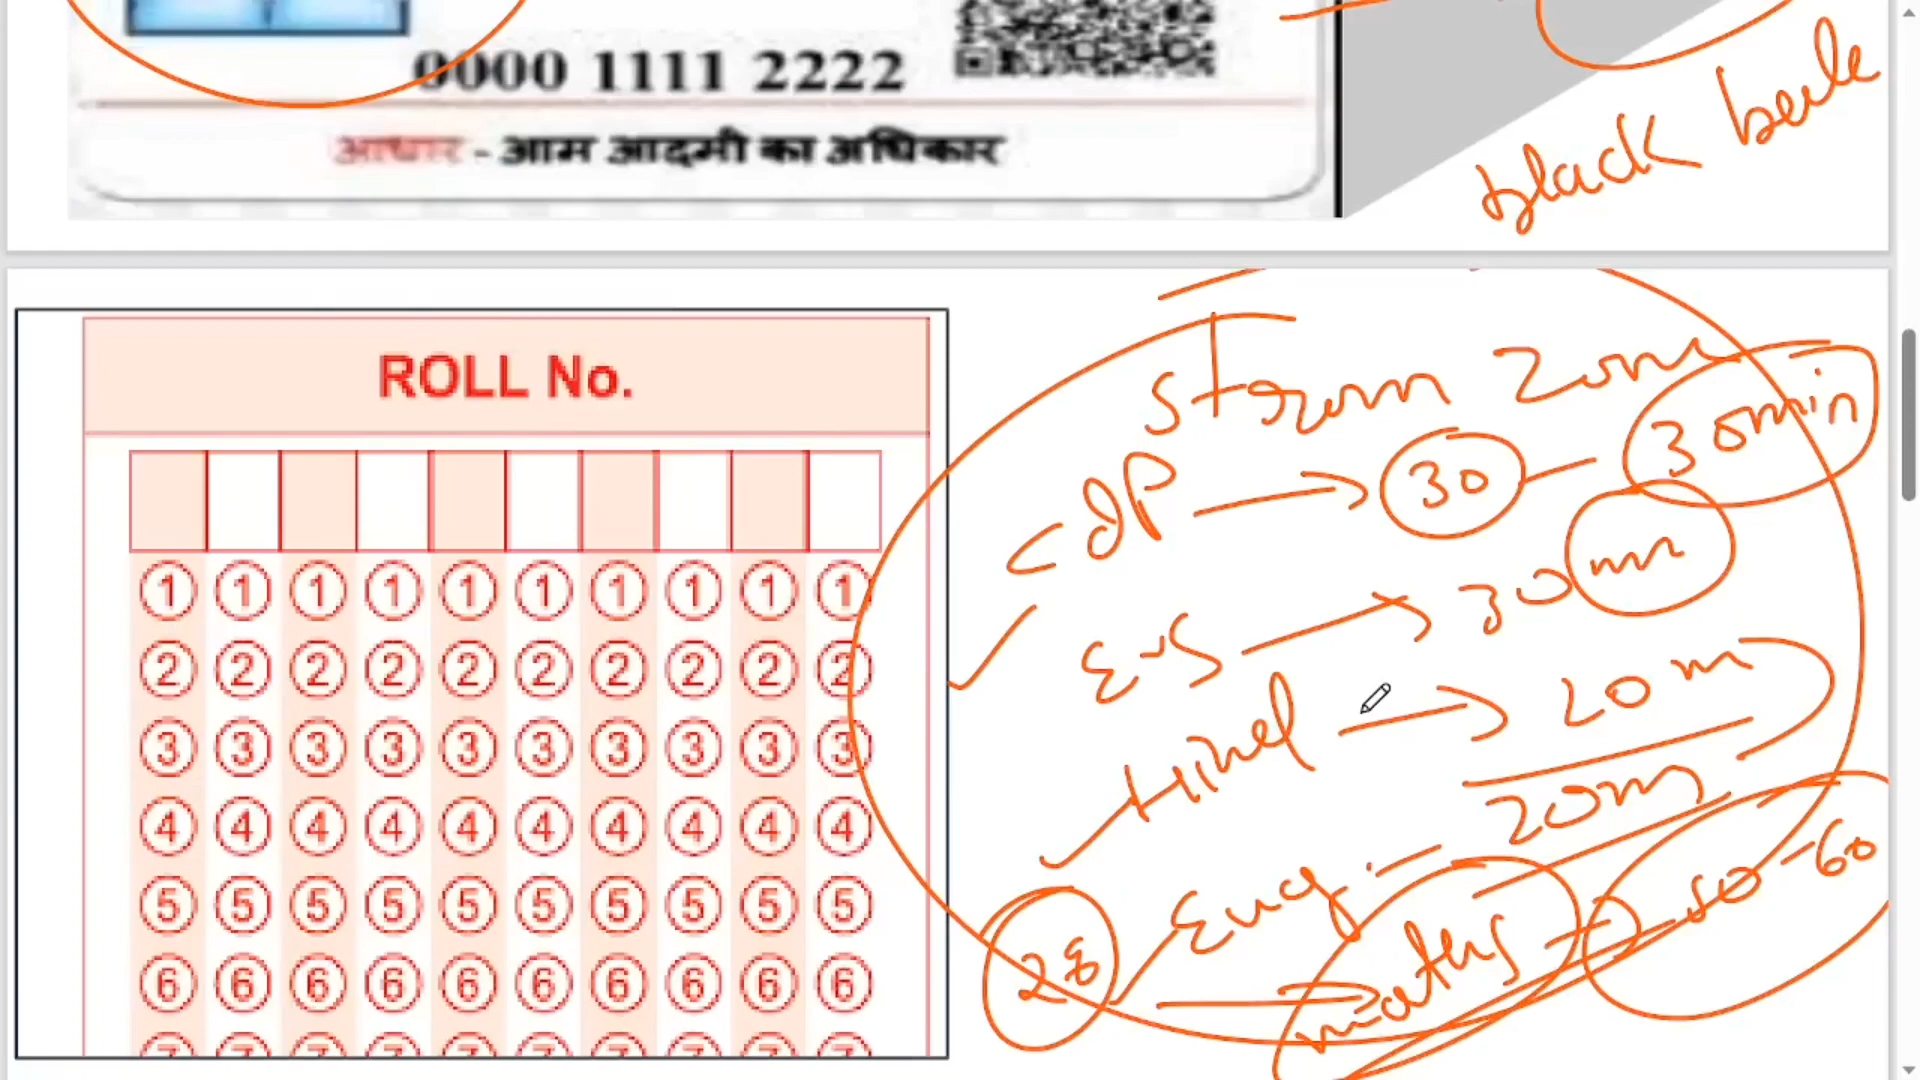 0000 1111 2222
आधार - आम आदमी का अधिकार
black
ROLL No.
1 1 1 1 1 1 1 1 1 1
2 2 2 2 2 2 2 2 2 2
3 3 3 3 3 3 3 3 3 3
4 4 4 4 4 4 4 4 4 4
5 5 5 5 5 5 5 5 5 5
6 6 6 6 6 6 6 6 6 6
Strom Zone
CDP → 30 - 30min
EVS → 30
→ 20 m
Eng. = 20m
28
maths 50-60